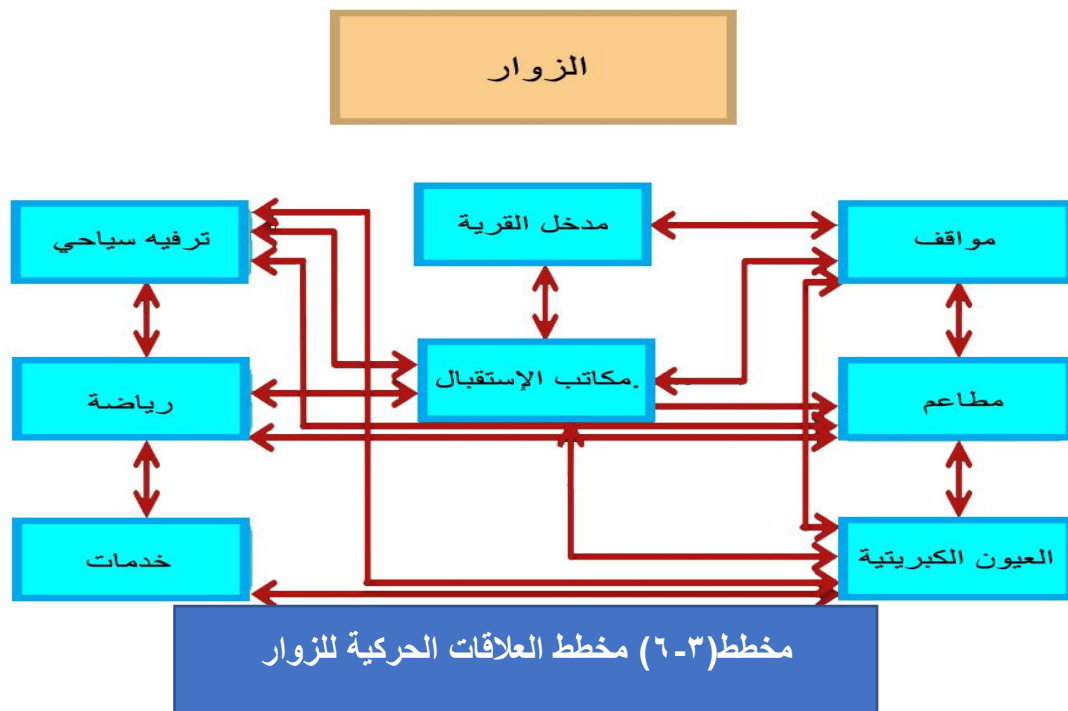 الزوار
مواقف
مدخل القرية
ترفيه سياحي
مطاعم
مكاتب الإستقبال.
رياضة
العيون الكبريتية
خدمات
مخطط(٣-٦) مخطط العلاقات الحركية للزوار